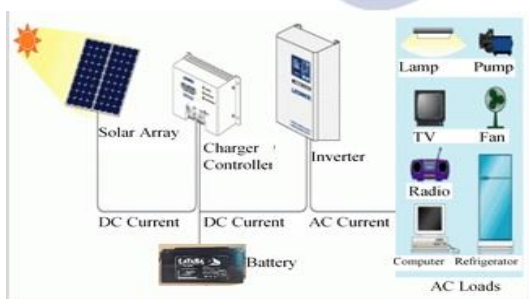 Solar Array
Charger
Controller
Inverter
DC Current
DC Current
AC Current
Battery
Lamp
Pump
TV
Fan
Radio
Computer
Refrigerator
AC Loads